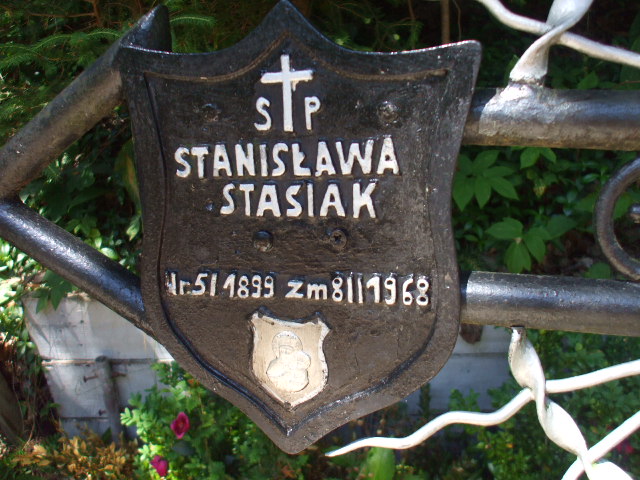 S P
STANISŁAWA
STASIAK
Ur.5/I 1899 zm 8 II 1968